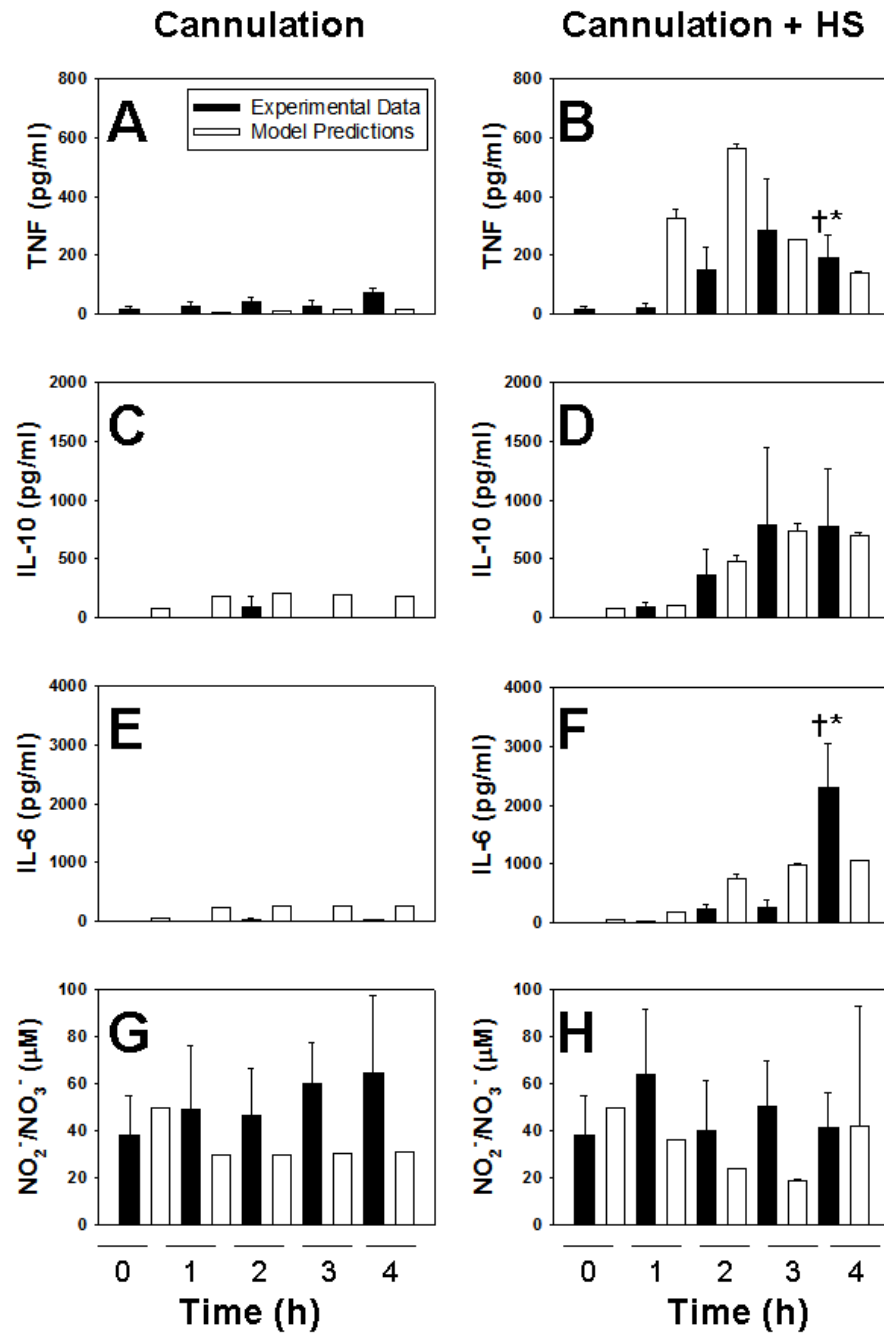 Cannulation
Cannulation + HS
A
Experimental Data
Model Predictions
TNF (pg/ml)
800
600
400
200
0
B
†*
TNF (pg/ml)
800
600
400
200
0
C
IL-10 (pg/ml)
2000
1500
1000
500
0
D
IL-10 (pg/ml)
2000
1500
1000
500
0
E
IL-6 (pg/ml)
4000
3000
2000
1000
0
F
†*
IL-6 (pg/ml)
4000
3000
2000
1000
0
G
NO₂⁻/NO₃⁻ (µM)
100
80
60
40
20
0
H
NO₂⁻/NO₃⁻ (µM)
100
80
60
40
20
0
0 1 2 3 4
Time (h)
0 1 2 3 4
Time (h)